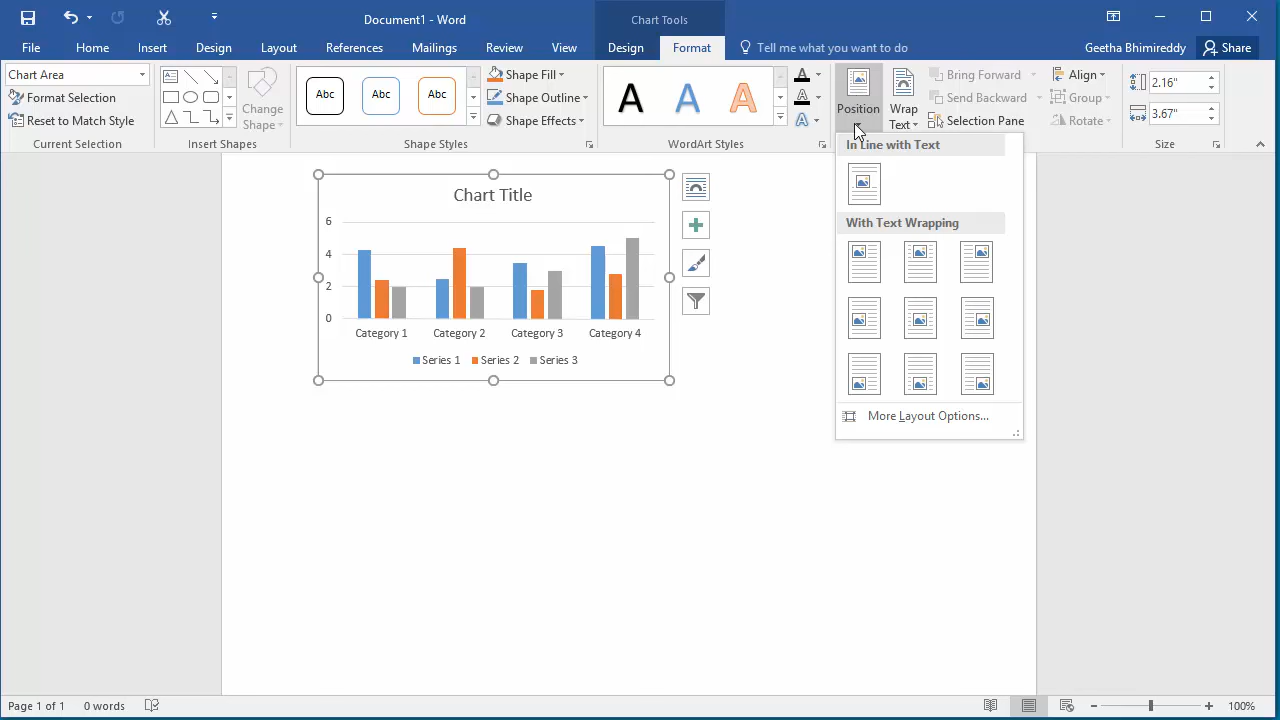 Document1 - Word
Chart Tools
File Home Insert Design Layout References Mailings Review View Design Format Tell me what you want to do Geetha Bhimireddy Share
Chart Area
Format Selection
Reset to Match Style
Current Selection
Change
Shape
Insert Shapes
Abc Abc Abc
Shape Fill
Shape Outline
Shape Effects
Shape Styles
A A A
A
A
A
WordArt Styles
Position
Wrap
Text
Bring Forward
Send Backward
Selection Pane
Align
Group
Rotate
2.16"
3.67"
Size
In Line with Text
With Text Wrapping
More Layout Options...
Chart Title
6
4
2
0
Category 1 Category 2 Category 3 Category 4
Series 1 Series 2 Series 3
Page 1 of 1 0 words
100%